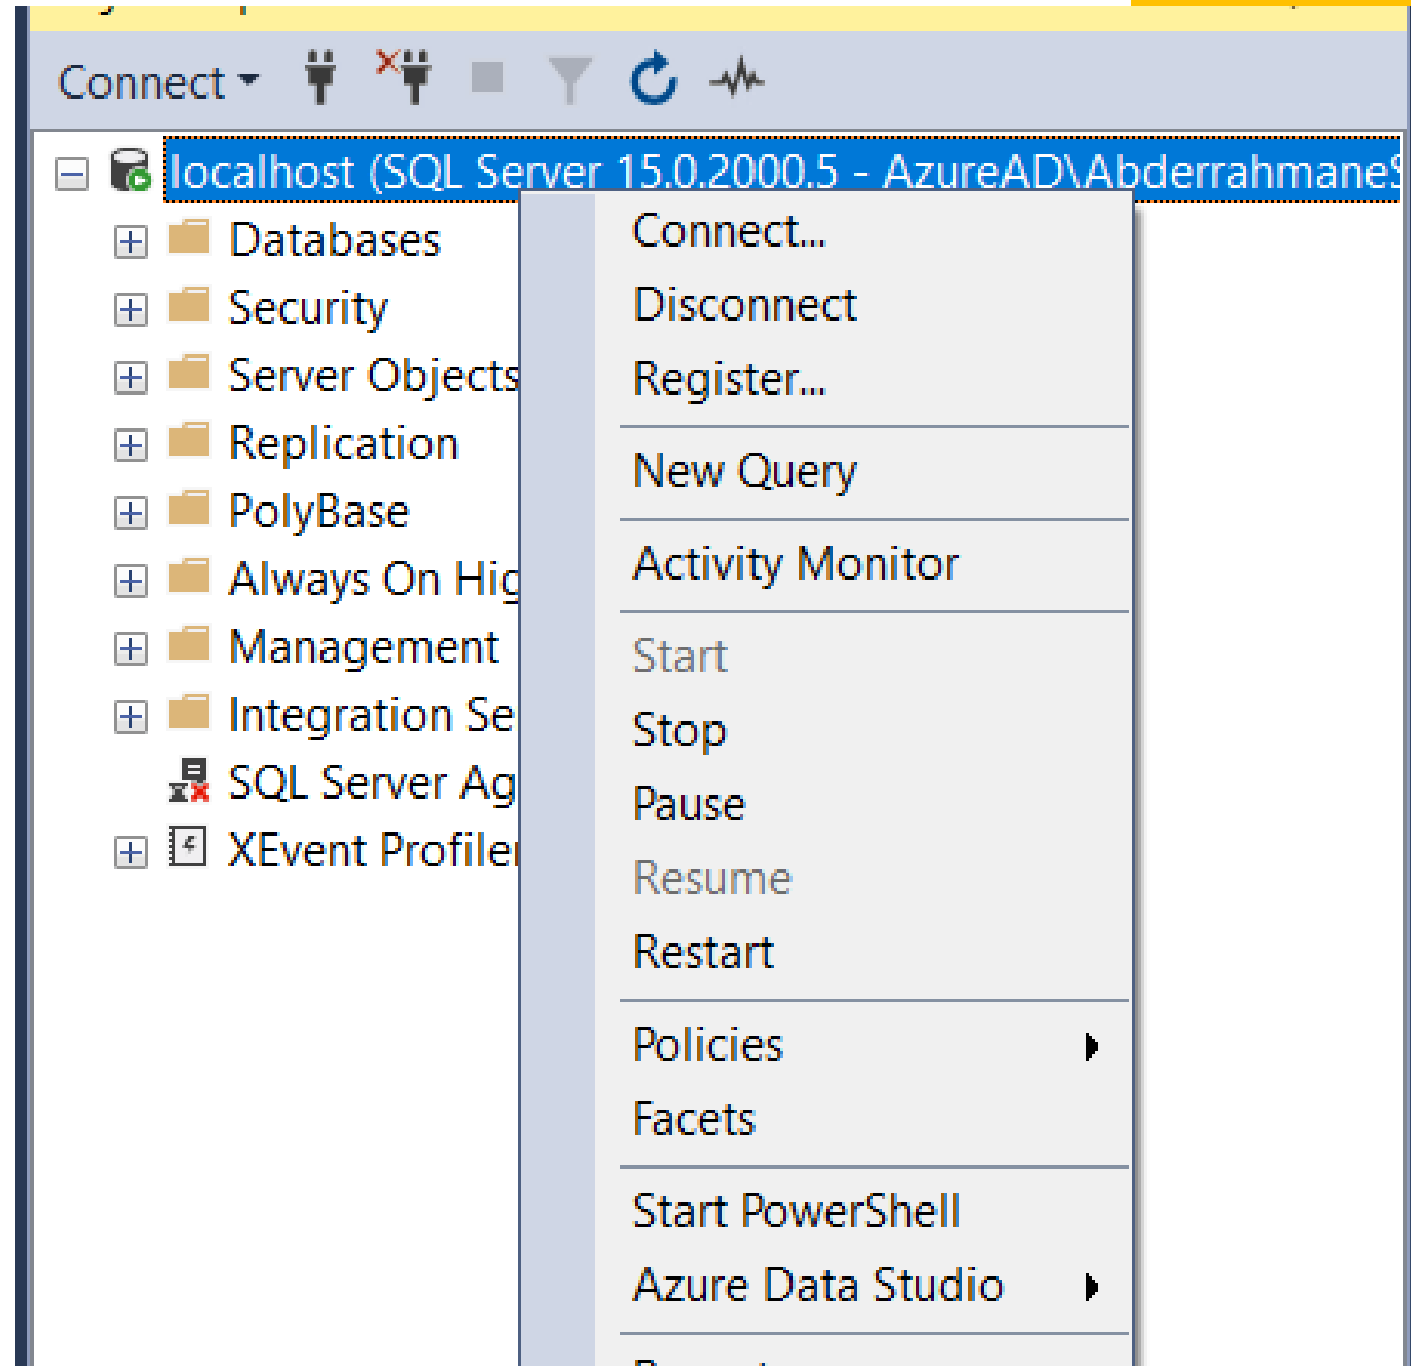 Connect
localhost (SQL Server 15.0.2000.5 - AzureAD\AbderrahmaneS
Databases
Security
Server Objects
Replication
PolyBase
Always On Hig
Management
Integration Se
SQL Server Ag
XEvent Profiler
Connect...
Disconnect
Register...
New Query
Activity Monitor
Start
Stop
Pause
Resume
Restart
Policies
Facets
Start PowerShell
Azure Data Studio